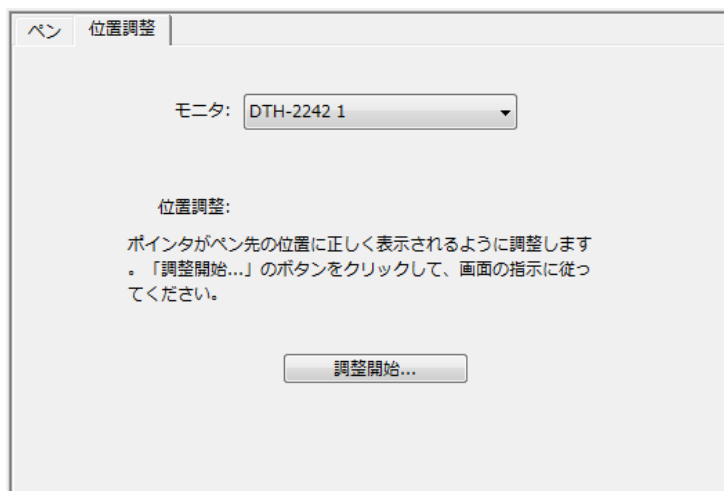 ペン 位置調整
モニタ: DTH-2242 1
位置調整:
ポインタがペン先の位置に正しく表示されるように調整します
。「調整開始...」のボタンをクリックして、画面の指示に従っ
てください。
調整開始...